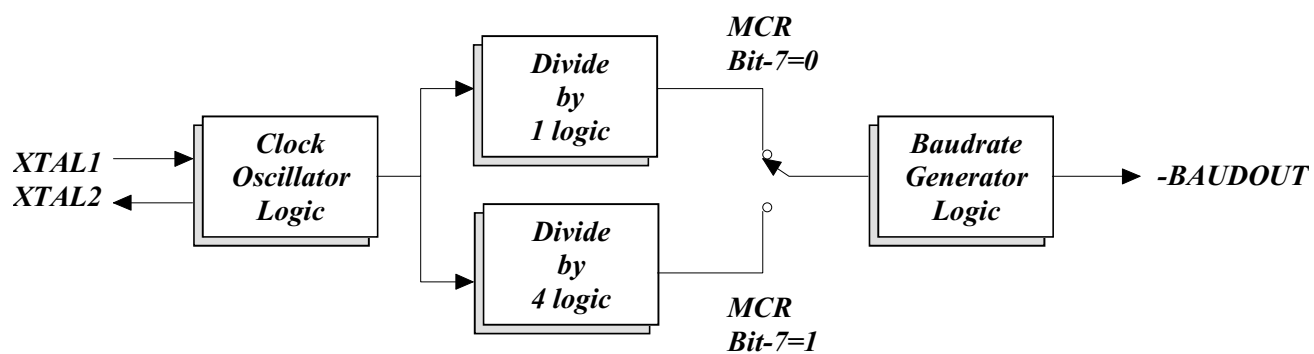 XTAL1
XTAL2
Clock
Oscillator
Logic
Divide
by
1 logic
Divide
by
4 logic
MCR
Bit-7=0
MCR
Bit-7=1
Baudrate
Generator
Logic
-BAUDOUT